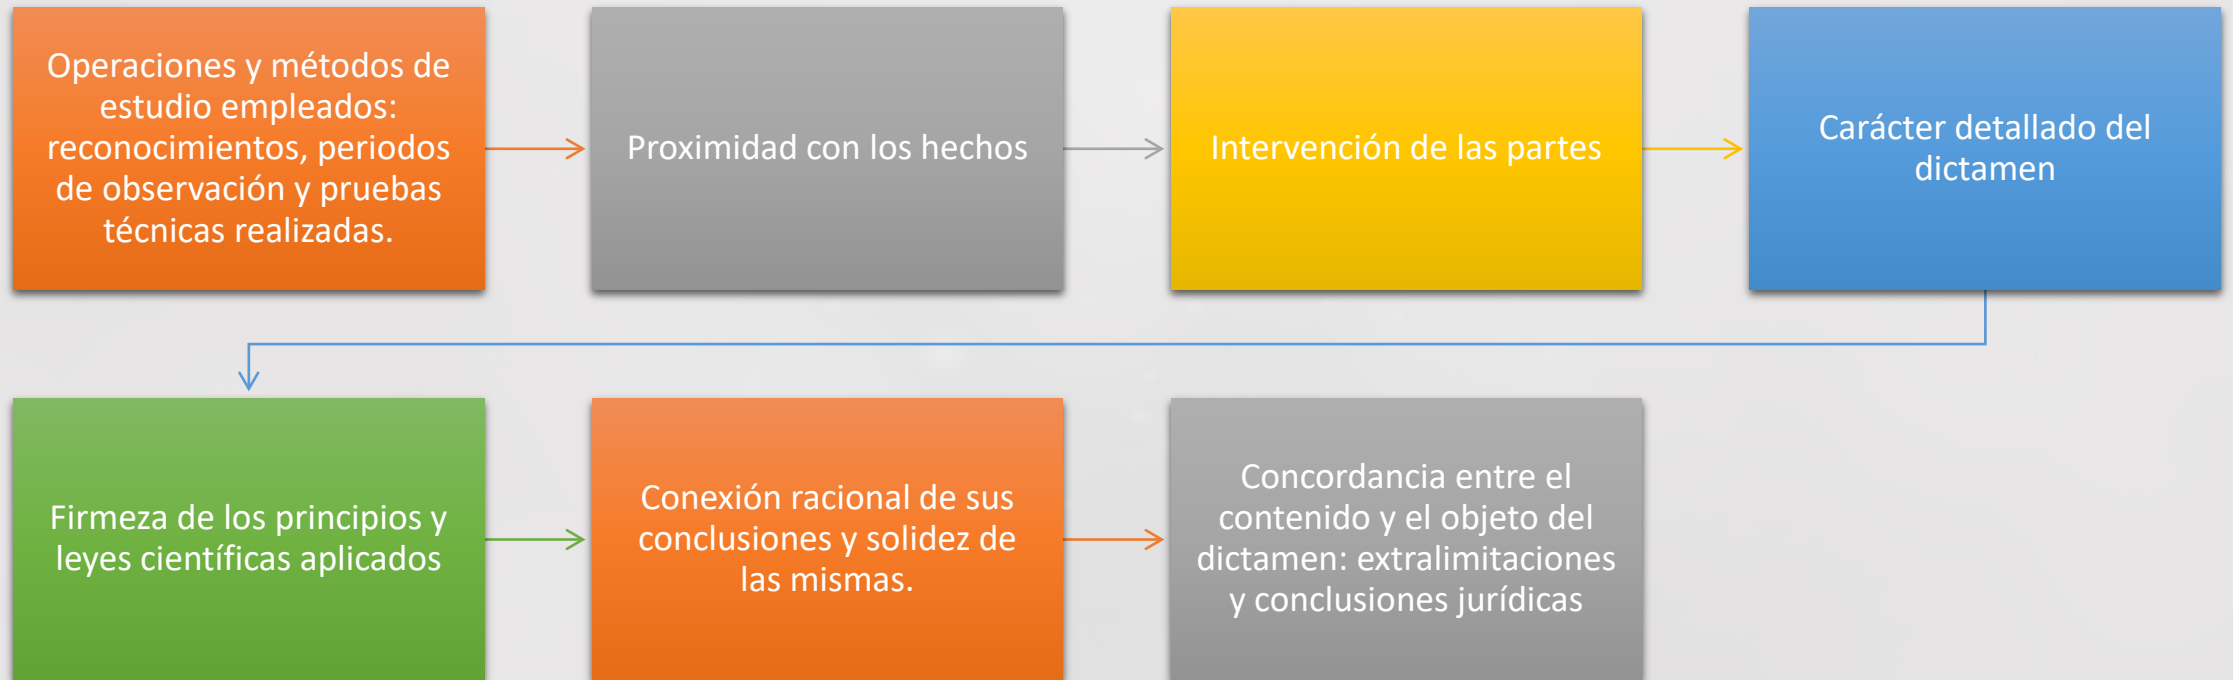 Operaciones y métodos de
estudio empleados:
reconocimientos, periodos
de observación y pruebas
técnicas realizadas.
Proximidad con los hechos
Intervención de las partes
Carácter detallado del
dictamen
Firmeza de los principios y
leyes científicas aplicados
Conexión racional de sus
conclusiones y solidez de
las mismas.
Concordancia entre el
contenido y el objeto del
dictamen: extralimitaciones
y conclusiones jurídicas